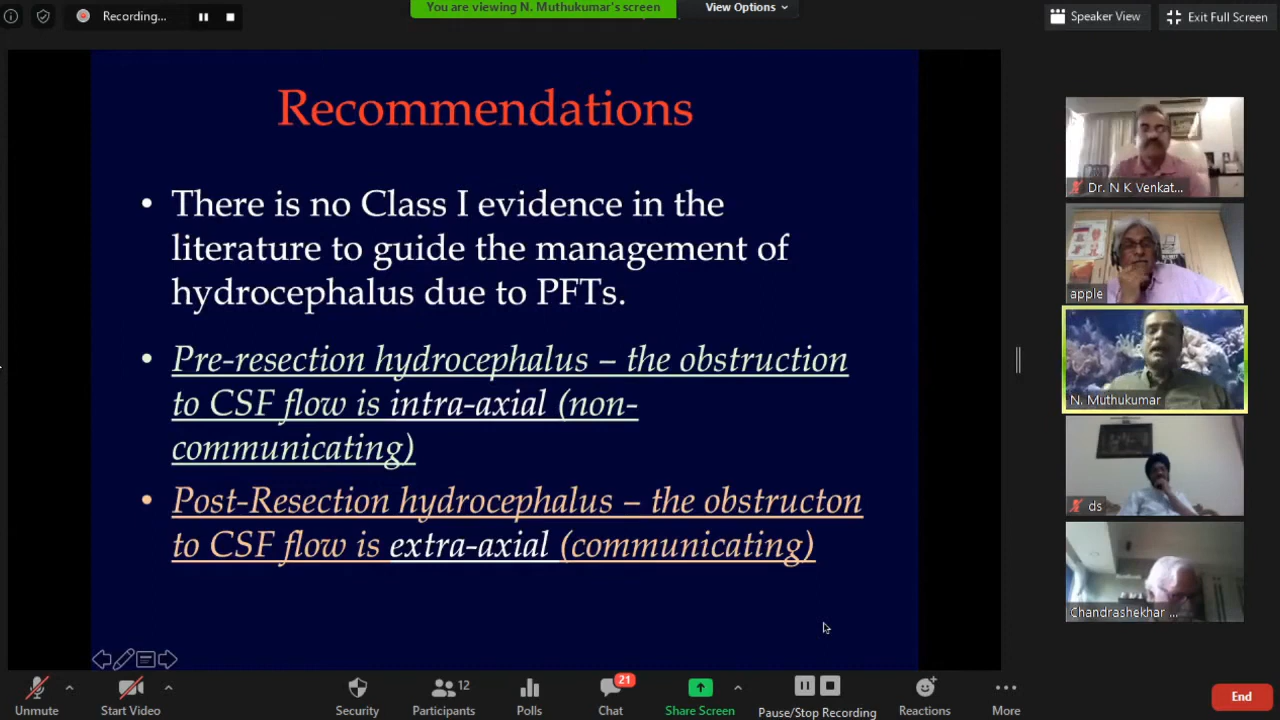 Recording...
You are viewing N. Muthukumar's screen
View Options
Speaker View
Exit Full Screen
Recommendations
• There is no Class I evidence in the
literature to guide the management of
hydrocephalus due to PFTs.
• Pre-resection hydrocephalus – the obstruction
to CSF flow is intra-axial (non-
communicating)
• Post-Resection hydrocephalus – the obstructon
to CSF flow is extra-axial (communicating)
Dr. N K Venkat...
apple
N. Muthukumar
ds
Chandrashekhar ...
Unmute
Start Video
Security
12
Participants
Polls
21
Chat
Share Screen
Pause/Stop Recording
Reactions
More
End